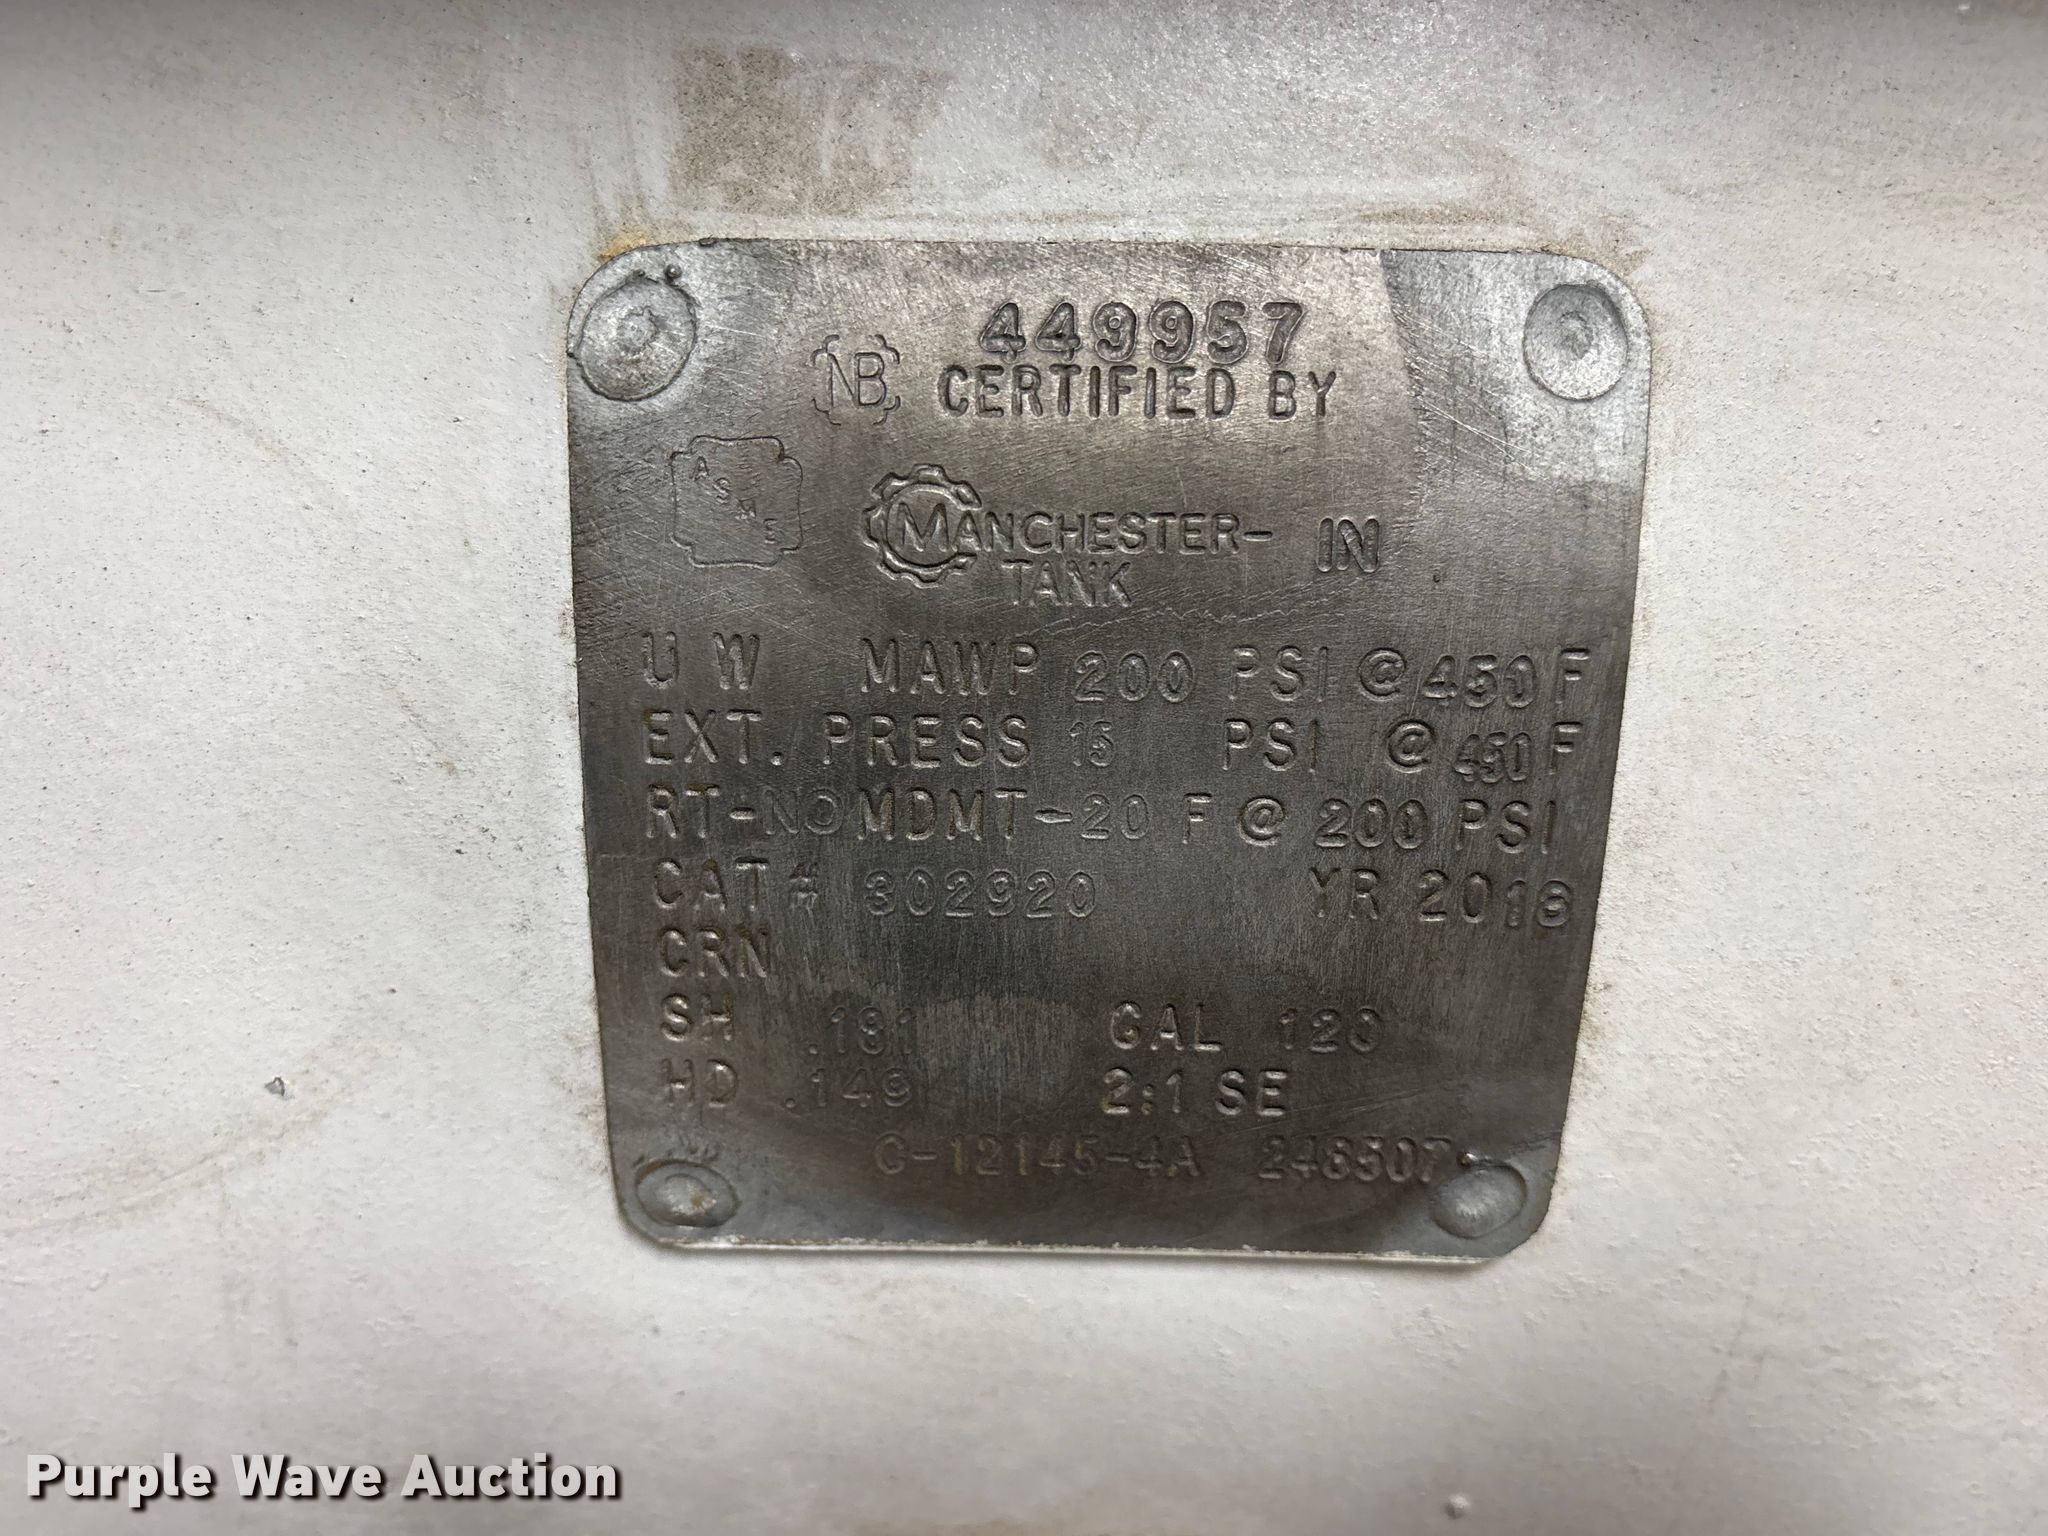 449957
NB CERTIFIED BY
U
ASME
M MANCHESTER- IN
TANK
U W MAWP 200 PSI @ 450 F
EXT. PRESS 15 PSI @ 450 F
RT-NO MDMT -20 F @ 200 PSI
CAT# 302920 YR 2018
CRN
SH .181 GAL 120
HD .149 2:1 SE
C-12145-4A 246507
Purple Wave Auction